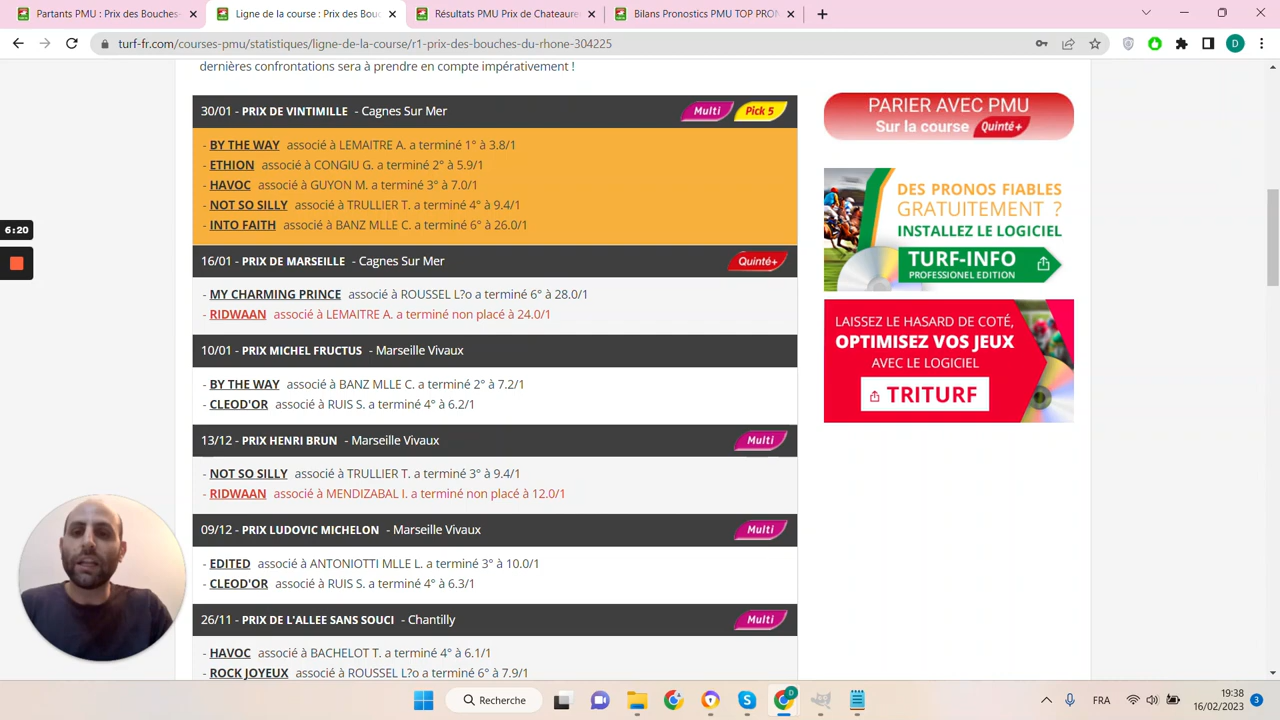 Partants PMU : Prix des Bouches-
Ligne de la course : Prix des Bouc
Résultats PMU Prix de Chateaure
Bilans Pronostics PMU TOP PRON
turf-fr.com/courses-pmu/statistiques/ligne-de-la-course/r1-prix-des-bouches-du-rhone-304225
D
dernières confrontations sera à prendre en compte impérativement !
30/01 - PRIX DE VINTIMILLE - Cagnes Sur Mer Multi Pick 5
- BY THE WAY associé à LEMAITRE A. a terminé 1° à 3.8/1
- ETHION associé à CONGIU G. a terminé 2° à 5.9/1
- HAVOC associé à GUYON M. a terminé 3° à 7.0/1
- NOT SO SILLY associé à TRULLIER T. a terminé 4° à 9.4/1
- INTO FAITH associé à BANZ MLLE C. a terminé 6° à 26.0/1
16/01 - PRIX DE MARSEILLE - Cagnes Sur Mer Quinté+
- MY CHARMING PRINCE associé à ROUSSEL L?o a terminé 6° à 28.0/1
- RIDWAAN associé à LEMAITRE A. a terminé non placé à 24.0/1
10/01 - PRIX MICHEL FRUCTUS - Marseille Vivaux
- BY THE WAY associé à BANZ MLLE C. a terminé 2° à 7.2/1
- CLEOD'OR associé à RUIS S. a terminé 4° à 6.2/1
13/12 - PRIX HENRI BRUN - Marseille Vivaux Multi
- NOT SO SILLY associé à TRULLIER T. a terminé 3° à 9.4/1
- RIDWAAN associé à MENDIZABAL I. a terminé non placé à 12.0/1
09/12 - PRIX LUDOVIC MICHELON - Marseille Vivaux Multi
- EDITED associé à ANTONIOTTI MLLE L. a terminé 3° à 10.0/1
- CLEOD'OR associé à RUIS S. a terminé 4° à 6.3/1
26/11 - PRIX DE L'ALLEE SANS SOUCI - Chantilly Multi
- HAVOC associé à BACHELOT T. a terminé 4° à 6.1/1
- ROCK JOYEUX associé à ROUSSEL L?o a terminé 6° à 7.9/1
PARIER AVEC PMU
Sur la course Quinté+
DES PRONOS FIABLES
GRATUITEMENT ?
INSTALLEZ LE LOGICIEL
TURF-INFO
PROFESSIONEL EDITION
LAISSEZ LE HASARD DE COTÉ,
OPTIMISEZ VOS JEUX
AVEC LE LOGICIEL
TRITURF
6:20
Recherche
D
FRA
19:38
16/02/2023
3